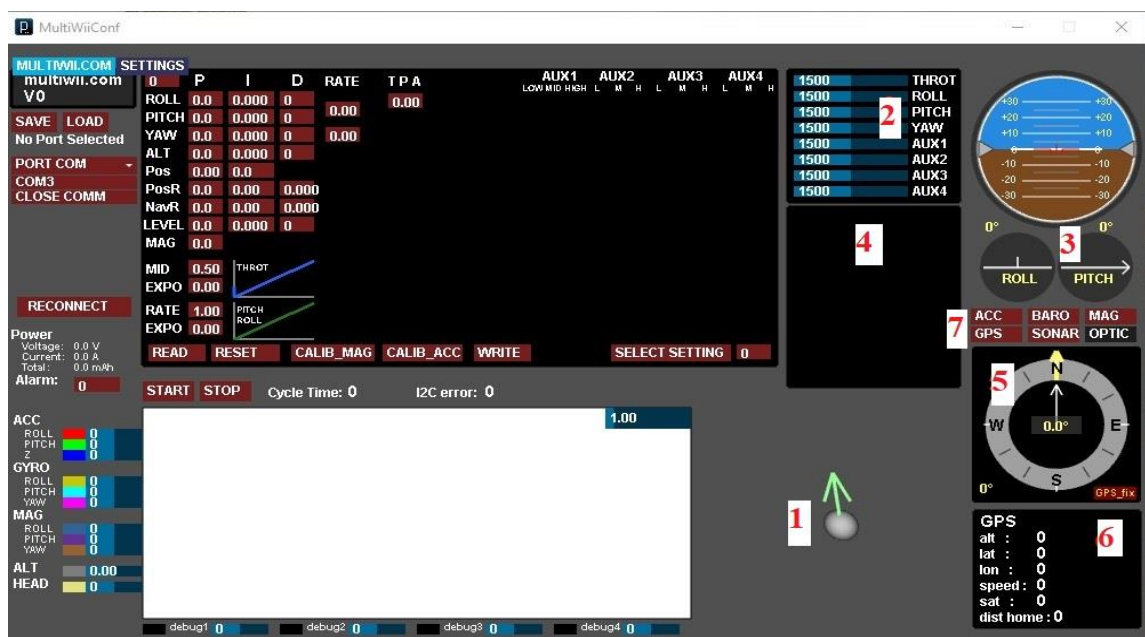 MultiWiiConf
MULTIWII.COM SETTINGS
multiwii.com
V0
SAVE LOAD
No Port Selected
PORT COM
COM3
CLOSE COMM
RECONNECT
Power
Voltage: 0.0 V
Current: 0.0 A
Total: 0.0 mAh
Alarm: 0
ACC
ROLL 0
PITCH 0
Z 0
GYRO
ROLL 0
PITCH 0
YAW 0
MAG
ROLL 0
PITCH 0
YAW 0
ALT 0.00
HEAD 0
0 P I D RATE T P A
ROLL 0.0 0.000 0 0.00
PITCH 0.0 0.000 0 0.00
YAW 0.0 0.000 0 0.00
ALT 0.0 0.000 0
Pos 0.00 0.0
PosR 0.0 0.00 0.000
NavR 0.0 0.00 0.000
LEVEL 0.0 0.000 0
MAG 0.0
MID 0.50 THROT
EXPO 0.00
RATE 1.00 PITCH
ROLL
EXPO 0.00
READ RESET CALIB_MAG CALIB_ACC WRITE SELECT SETTING 0
AUX1 AUX2 AUX3 AUX4
LOW MID HIGH L M H L M H L M H
START STOP Cycle Time: 0 I2C error: 0
1.00
debug1 0 debug2 0 debug3 0 debug4 0
1500 THROT
1500 ROLL
1500 PITCH
1500 YAW
1500 AUX1
1500 AUX2
1500 AUX3
1500 AUX4
2
4
1
+30 +30
+20 +20
+10 +10
0 0
-10 -10
-20 -20
-30 -30
0° 0°
3
ROLL PITCH
7
ACC BARO MAG
GPS SONAR OPTIC
5
N
W 0.0° E
S
0° GPS_fix
GPS
alt : 0
lat : 0
lon : 0
speed : 0
sat : 0
dist home : 0
6